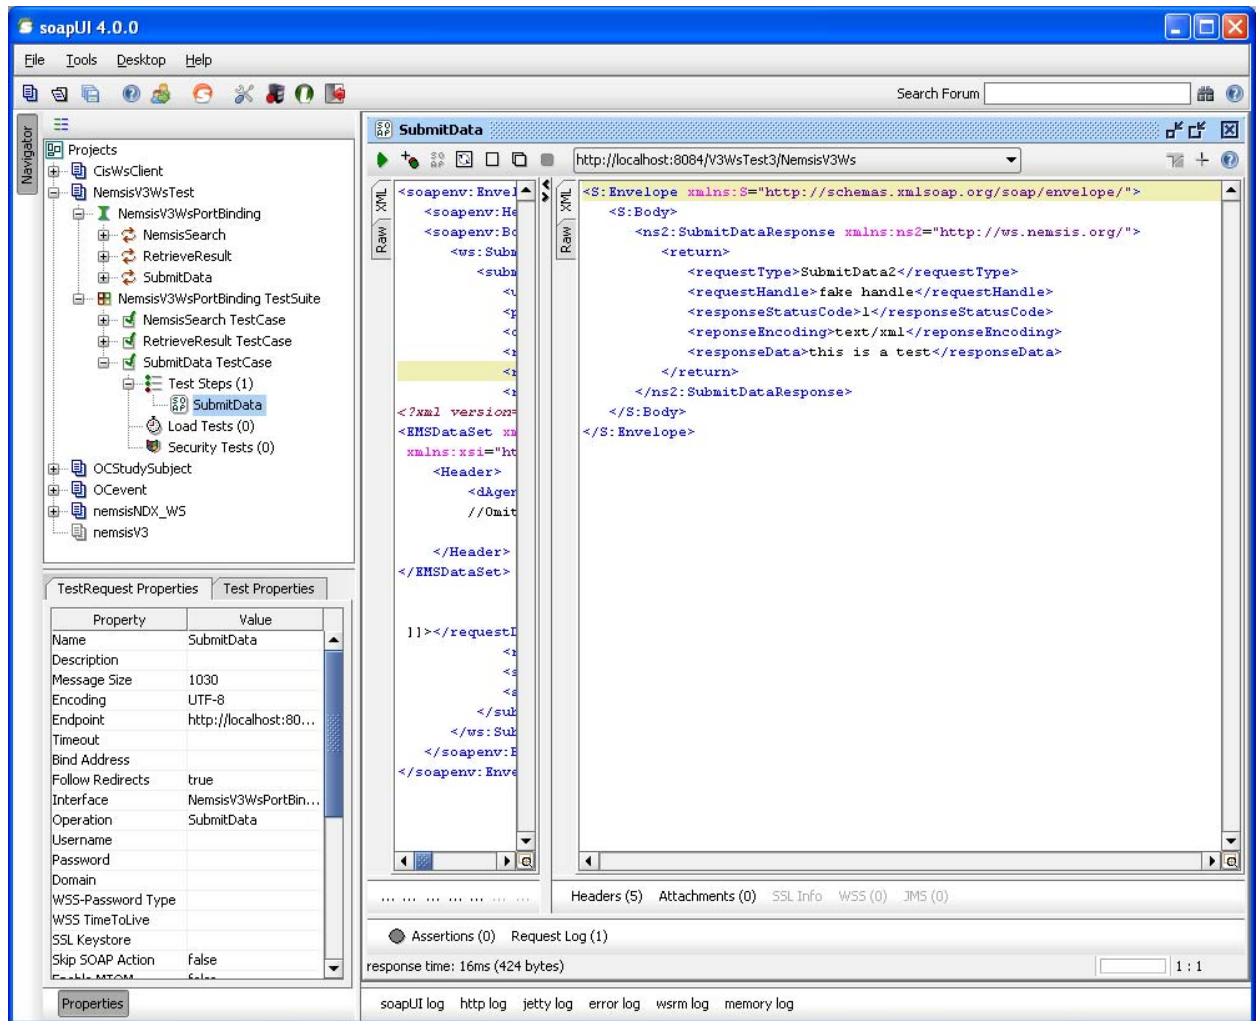 soapUI 4.0.0
File Tools Desktop Help
Search Forum
Navigator
Projects
CisWsClient
NemsisV3WsTest
NemsisV3WsPortBinding
NemsisSearch
RetrieveResult
SubmitData
NemsisV3WsPortBinding TestSuite
NemsisSearch TestCase
RetrieveResult TestCase
SubmitData TestCase
Test Steps (1)
SubmitData
Load Tests (0)
Security Tests (0)
OCStudySubject
OCevent
nemsisNDX_WS
nemsisV3
TestRequest Properties Test Properties
Property Value
Name SubmitData
Description
Message Size 1030
Encoding UTF-8
Endpoint http://localhost:80...
Timeout
Bind Address
Follow Redirects true
Interface NemsisV3WsPortBin...
Operation SubmitData
Username
Password
Domain
WSS-Password Type
WSS TimeToLive
SSL Keystore
Skip SOAP Action false
Enable MTOM false
Properties
SubmitData
http://localhost:8084/V3WsTest3/NemsisV3Ws
XML
Raw
<soapenv:Envel
<soapenv:He
<soapenv:Bo
<ws:Subm
<subm
<u
<p
<r
<r
<r
<?xml version=
<EMSDataSet xm
xmlns:xsi="ht
<Header>
<dAgen
//Omit
</Header>
</EMSDataSet>
]]></requestD
<r
<s
<s
</sub
</ws:Sub
</soapenv:B
</soapenv:Enve
XML
Raw
<S:Envelope xmlns:S="http://schemas.xmlsoap.org/soap/envelope/">
<S:Body>
<ns2:SubmitDataResponse xmlns:ns2="http://ws.nemsis.org/">
<return>
<requestType>SubmitData2</requestType>
<requestHandle>fake handle</requestHandle>
<responseStatusCode>1</responseStatusCode>
<reponseEncoding>text/xml</reponseEncoding>
<responseData>this is a test</responseData>
</return>
</ns2:SubmitDataResponse>
</S:Body>
</S:Envelope>
... ... ... ... ... ... ...
Headers (5) Attachments (0) SSL Info WSS (0) JMS (0)
Assertions (0) Request Log (1)
response time: 16ms (424 bytes)
1 : 1
soapUI log http log jetty log error log wsrm log memory log